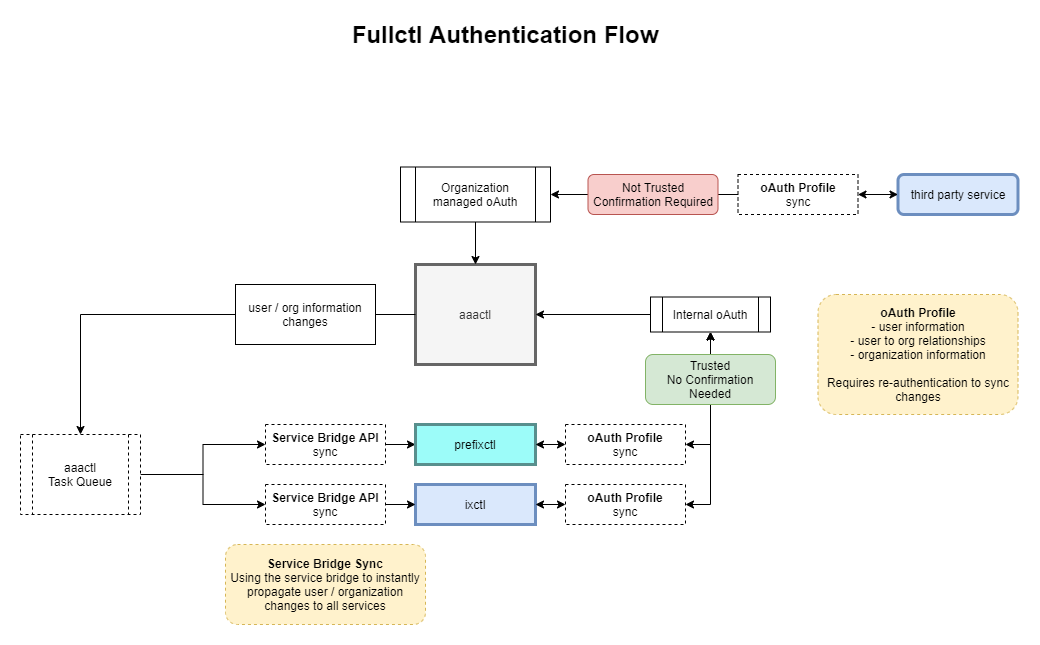 Fullctl Authentication Flow
Organization
managed oAuth
Not Trusted
Confirmation Required
oAuth Profile
sync
third party service
user / org information
changes
aaactl
Internal oAuth
oAuth Profile
- user information
- user to org relationships
- organization information
Requires re-authentication to sync
changes
Trusted
No Confirmation
Needed
aaactl
Task Queue
Service Bridge API
sync
prefixctl
oAuth Profile
sync
Service Bridge API
sync
ixctl
oAuth Profile
sync
Service Bridge Sync
Using the service bridge to instantly
propagate user / organization
changes to all services